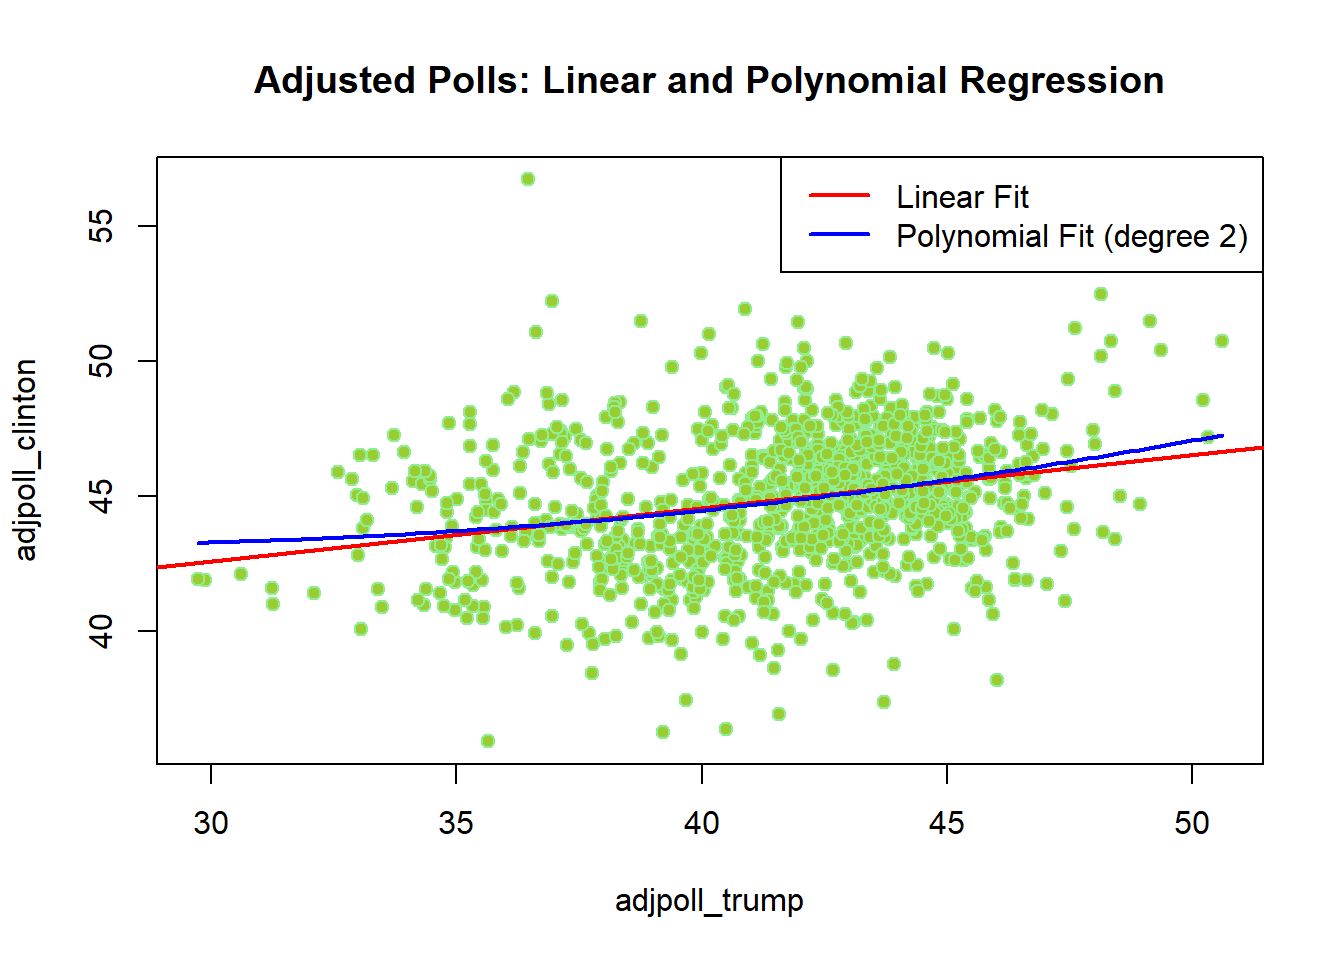 Adjusted Polls: Linear and Polynomial Regression
Linear Fit
Polynomial Fit (degree 2)
adjpoll_clinton
55
50
45
40
30 35 40 45 50
adjpoll_trump